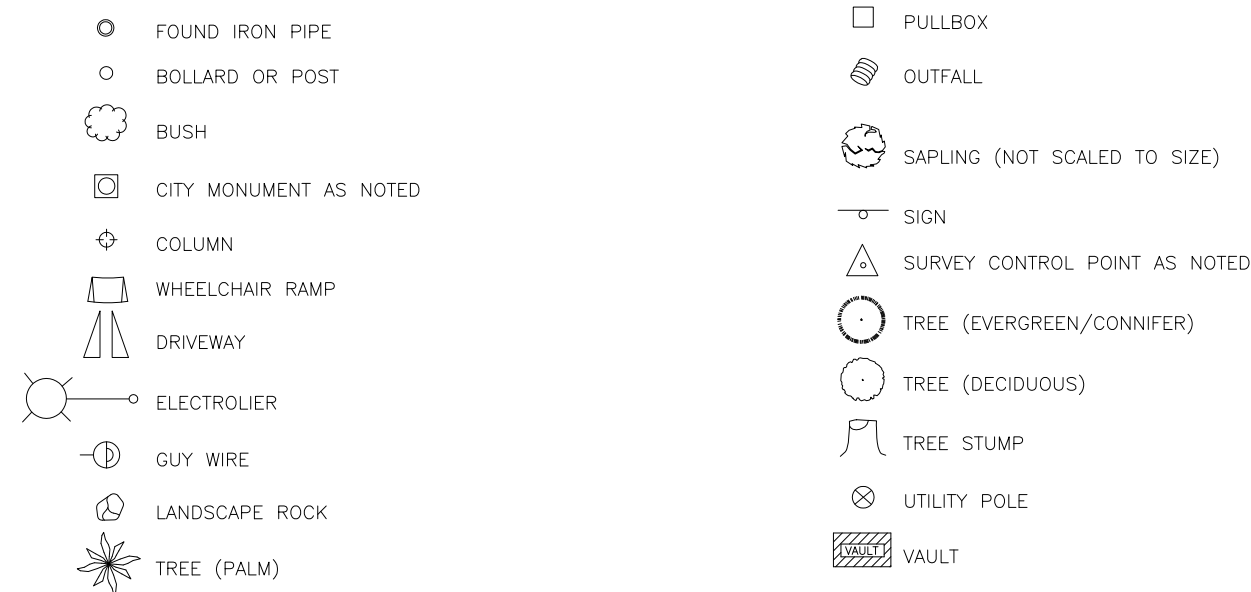 FOUND IRON PIPE
BOLLARD OR POST
BUSH
CITY MONUMENT AS NOTED
COLUMN
WHEELCHAIR RAMP
DRIVEWAY
ELECTROLIER
GUY WIRE
LANDSCAPE ROCK
TREE (PALM)
PULLBOX
OUTFALL
SAPLING (NOT SCALED TO SIZE)
SIGN
SURVEY CONTROL POINT AS NOTED
TREE (EVERGREEN/CONNIFER)
TREE (DECIDUOUS)
TREE STUMP
UTILITY POLE
VAULT VAULT